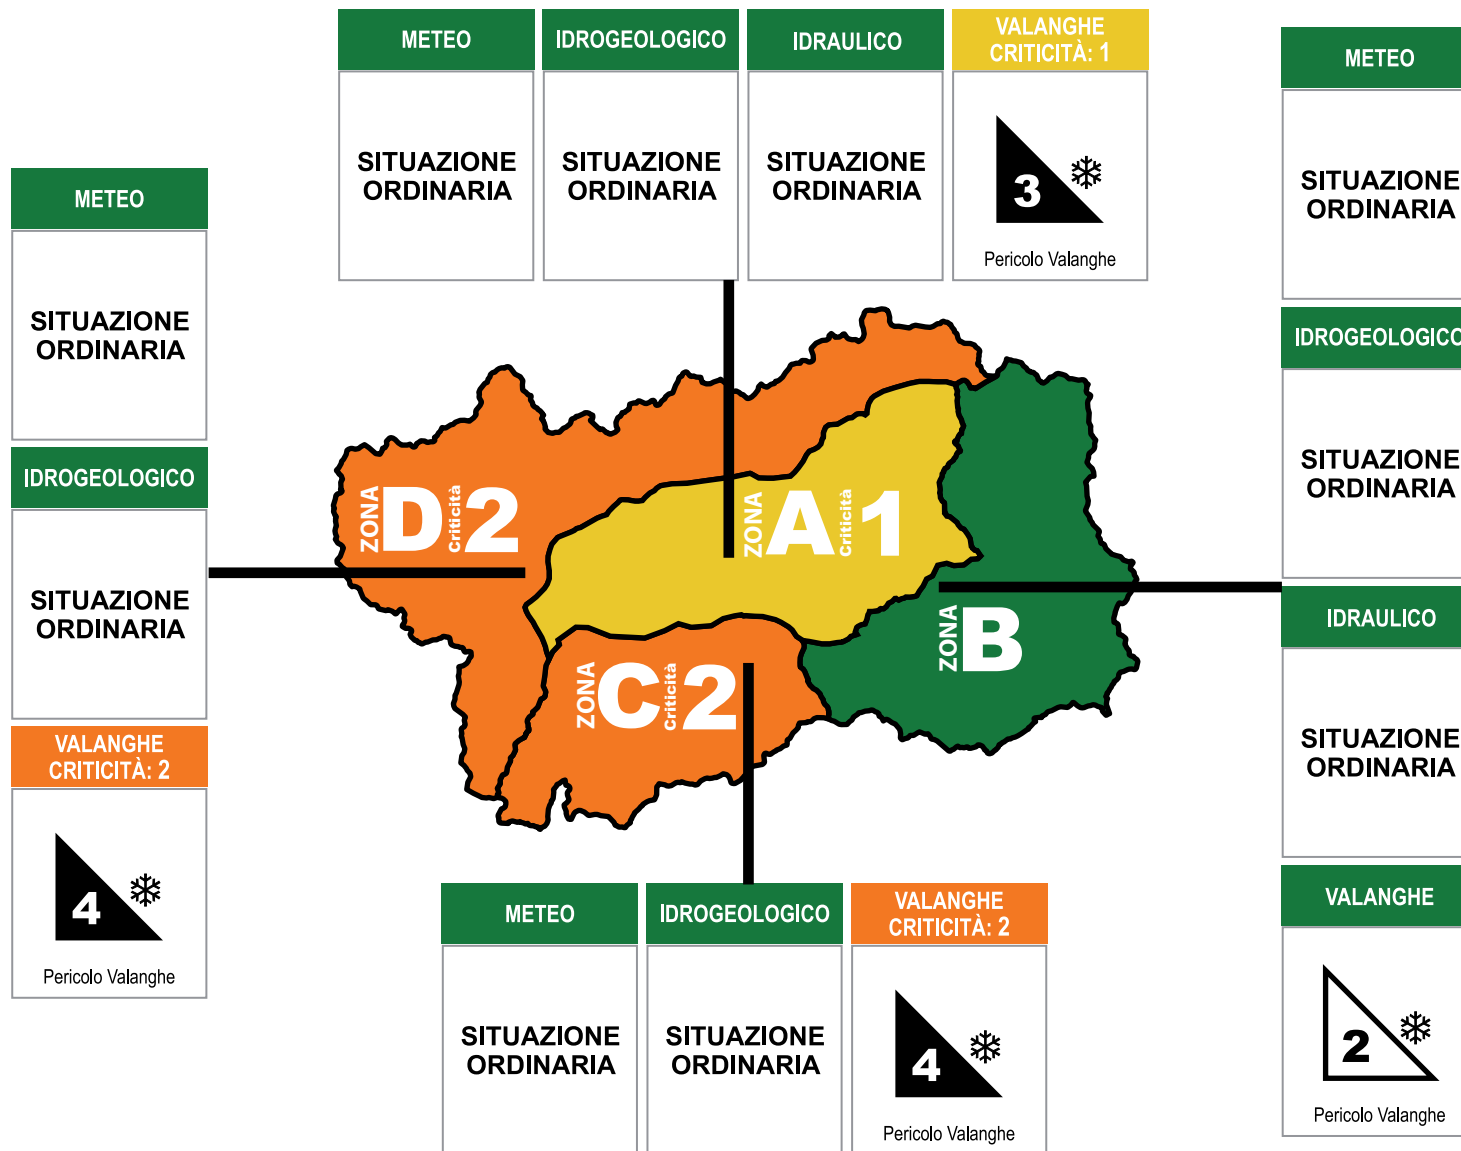 METEO
IDROGEOLOGICO
IDRAULICO
VALANGHE
CRITICITÀ: 1
SITUAZIONE
ORDINARIA
SITUAZIONE
ORDINARIA
SITUAZIONE
ORDINARIA
3
Pericolo Valanghe
METEO
SITUAZIONE
ORDINARIA
IDROGEOLOGICO
SITUAZIONE
ORDINARIA
VALANGHE
CRITICITÀ: 2
4
Pericolo Valanghe
ZONA D Criticità 2
ZONA A Criticità 1
ZONA B
ZONA C Criticità 2
METEO
SITUAZIONE
ORDINARIA
IDROGEOLOGICO
SITUAZIONE
ORDINARIA
IDRAULICO
SITUAZIONE
ORDINARIA
VALANGHE
2
Pericolo Valanghe
METEO
IDROGEOLOGICO
VALANGHE
CRITICITÀ: 2
SITUAZIONE
ORDINARIA
SITUAZIONE
ORDINARIA
4
Pericolo Valanghe